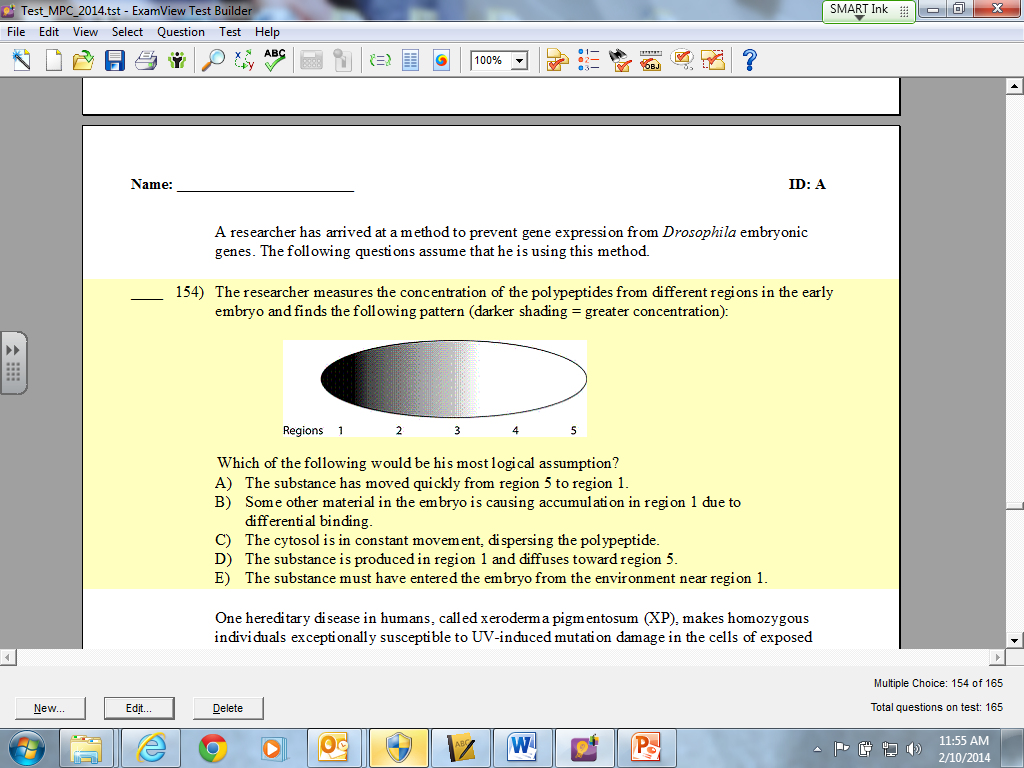 Test_MPC_2014.tst - ExamView Test Builder
SMART Ink
File Edit View Select Question Test Help
ABC
100%
OBJ
Name: ______________________
ID: A
A researcher has arrived at a method to prevent gene expression from Drosophila embryonic
genes. The following questions assume that he is using this method.
____ 154) The researcher measures the concentration of the polypeptides from different regions in the early
embryo and finds the following pattern (darker shading = greater concentration):
Regions 1 2 3 4 5
Which of the following would be his most logical assumption?
A) The substance has moved quickly from region 5 to region 1.
B) Some other material in the embryo is causing accumulation in region 1 due to
differential binding.
C) The cytosol is in constant movement, dispersing the polypeptide.
D) The substance is produced in region 1 and diffuses toward region 5.
E) The substance must have entered the embryo from the environment near region 1.
One hereditary disease in humans, called xeroderma pigmentosum (XP), makes homozygous
individuals exceptionally susceptible to UV-induced mutation damage in the cells of exposed
Multiple Choice: 154 of 165
New... Edit... Delete
Total questions on test: 165
11:55 AM
2/10/2014